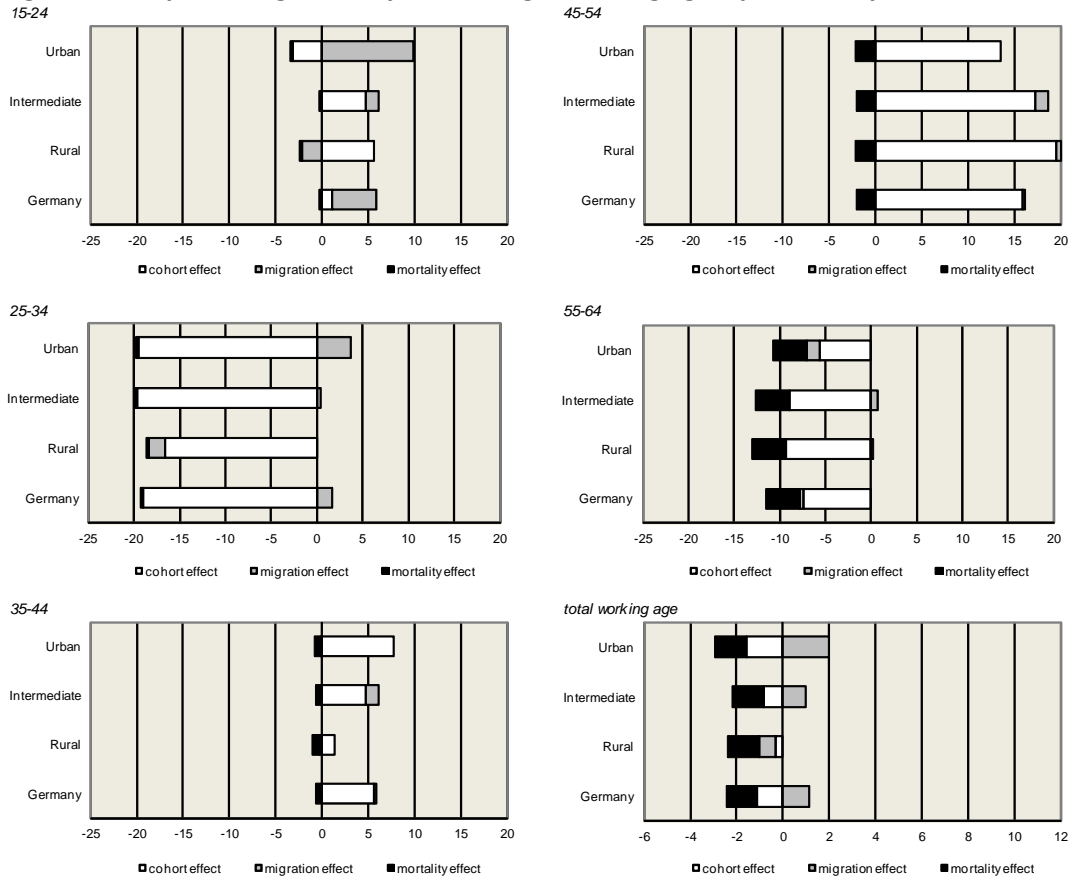 15-24
Urban
Intermediate
Rural
Germany
-25 -20 -15 -10 -5 0 5 10 15 20
cohort effect migration effect mortality effect
45-54
Urban
Intermediate
Rural
Germany
-25 -20 -15 -10 -5 0 5 10 15 20
cohort effect migration effect mortality effect
25-34
Urban
Intermediate
Rural
Germany
-25 -20 -15 -10 -5 0 5 10 15 20
cohort effect migration effect mortality effect
55-64
Urban
Intermediate
Rural
Germany
-25 -20 -15 -10 -5 0 5 10 15 20
cohort effect migration effect mortality effect
35-44
Urban
Intermediate
Rural
Germany
-25 -20 -15 -10 -5 0 5 10 15 20
cohort effect migration effect mortality effect
total working age
Urban
Intermediate
Rural
Germany
-6 -4 -2 0 2 4 6 8 10 12
cohort effect migration effect mortality effect